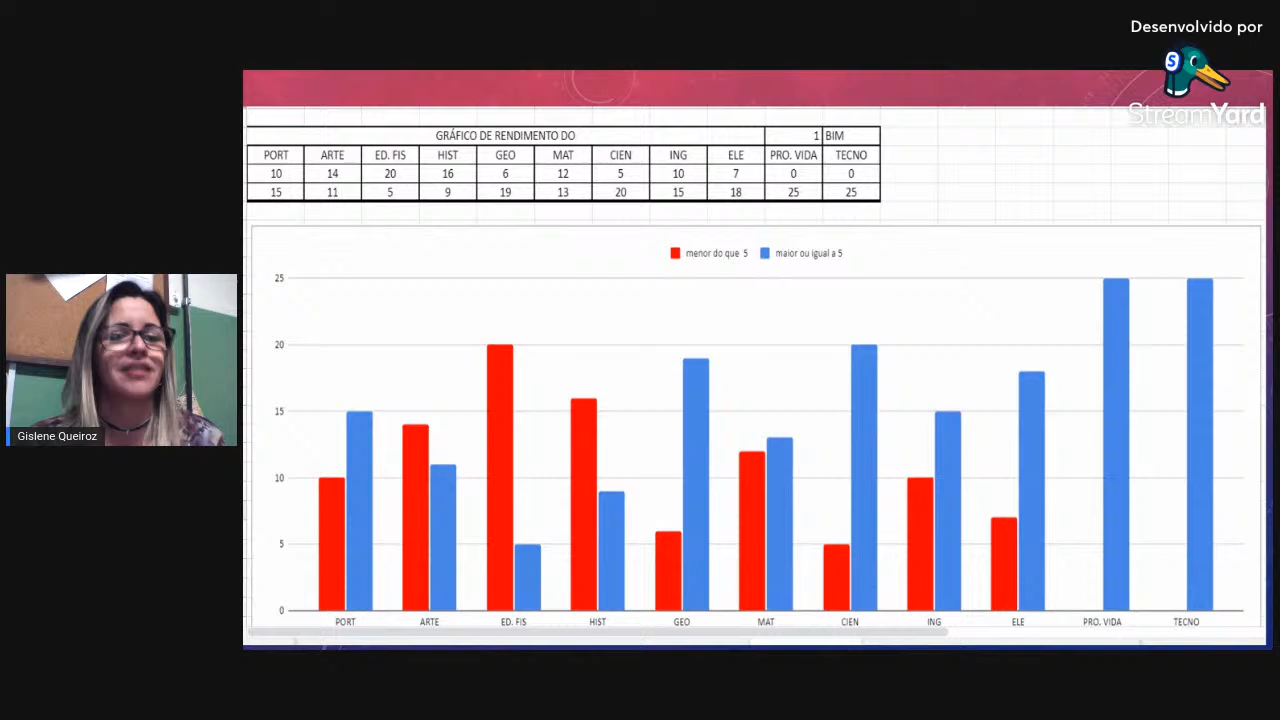 Desenvolvido por
StreamYard
GRÁFICO DE RENDIMENTO DO 1 BIM
PORT ARTE ED. FIS HIST GEO MAT CIEN ING ELE PRO. VIDA TECNO
10 14 20 16 6 12 5 10 7 0 0
15 11 5 9 19 13 20 15 18 25 25
menor do que 5 maior ou igual a 5
25
20
15
10
5
0
PORT ARTE ED. FIS HIST GEO MAT CIEN ING ELE PRO. VIDA TECNO
Gislene Queiroz